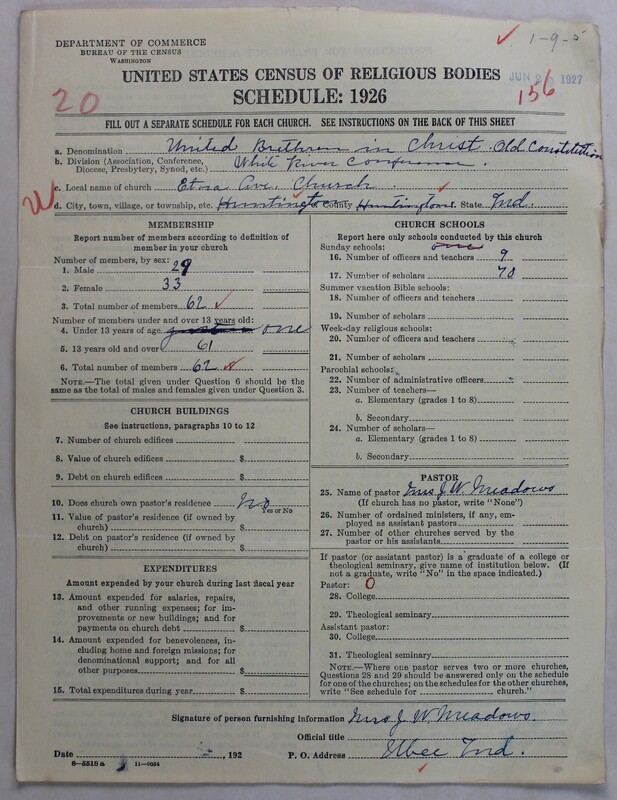 1-9-5
DEPARTMENT OF COMMERCE
BUREAU OF THE CENSUS
WASHINGTON
UNITED STATES CENSUS OF RELIGIOUS BODIES
JUN 20 1927
20
SCHEDULE: 1926
156
FILL OUT A SEPARATE SCHEDULE FOR EACH CHURCH. SEE INSTRUCTIONS ON THE BACK OF THIS SHEET
a. Denomination United Brethren in Christ. Old Constitution
b. Division (Association, Conference, Diocese, Presbytery, Synod, etc.) White River Conference.
c. Local name of church Etna Ave. Church
d. City, town, village, or township, etc. Huntington County Huntington. State Ind.
MEMBERSHIP
Report number of members according to definition of member in your church
Number of members, by sex:
1. Male 29
2. Female 33
3. Total number of members 62
Number of members under and over 13 years old:
4. Under 13 years of age one
5. 13 years old and over 61
6. Total number of members 62
NOTE.—The total given under Question 6 should be the same as the total of males and females given under Question 3.
CHURCH BUILDINGS
See instructions, paragraphs 10 to 12
7. Number of church edifices
8. Value of church edifices $
9. Debt on church edifices $
10. Does church own pastor's residence No
Yes or No
11. Value of pastor's residence (if owned by church) $
12. Debt on pastor's residence (if owned by church) $
EXPENDITURES
Amount expended by your church during last fiscal year
13. Amount expended for salaries, repairs, and other running expenses; for improvements or new buildings; and for payments on church debt $
14. Amount expended for benevolences, including home and foreign missions; for denominational support; and for all other purposes $
15. Total expenditures during year $
CHURCH SCHOOLS
Report here only schools conducted by this church
Sunday schools: one
16. Number of officers and teachers 9
17. Number of scholars 70
Summer vacation Bible schools:
18. Number of officers and teachers
19. Number of scholars
Week-day religious schools:
20. Number of officers and teachers
21. Number of scholars
Parochial schools:
22. Number of administrative officers
23. Number of teachers—
a. Elementary (grades 1 to 8)
b. Secondary
24. Number of scholars—
a. Elementary (grades 1 to 8)
b. Secondary
PASTOR
25. Name of pastor Mrs J. W. Meadows
(If church has no pastor, write "None")
26. Number of ordained ministers, if any, employed as assistant pastors
27. Number of other churches served by the pastor or his assistants
If pastor (or assistant pastor) is a graduate of a college or theological seminary, give name of institution below. (If not a graduate, write "No" in the space indicated.)
Pastor: O
28. College
29. Theological seminary
Assistant pastor:
30. College
31. Theological seminary
NOTE.—Where one pastor serves two or more churches, Questions 28 and 29 should be answered only on the schedule for one of the churches; on the schedules for the other churches, write "See schedule for church."
Signature of person furnishing information Mrs J. W. Meadows.
Official title
Date , 192
P. O. Address Ind.
8—5518 a 11—9054